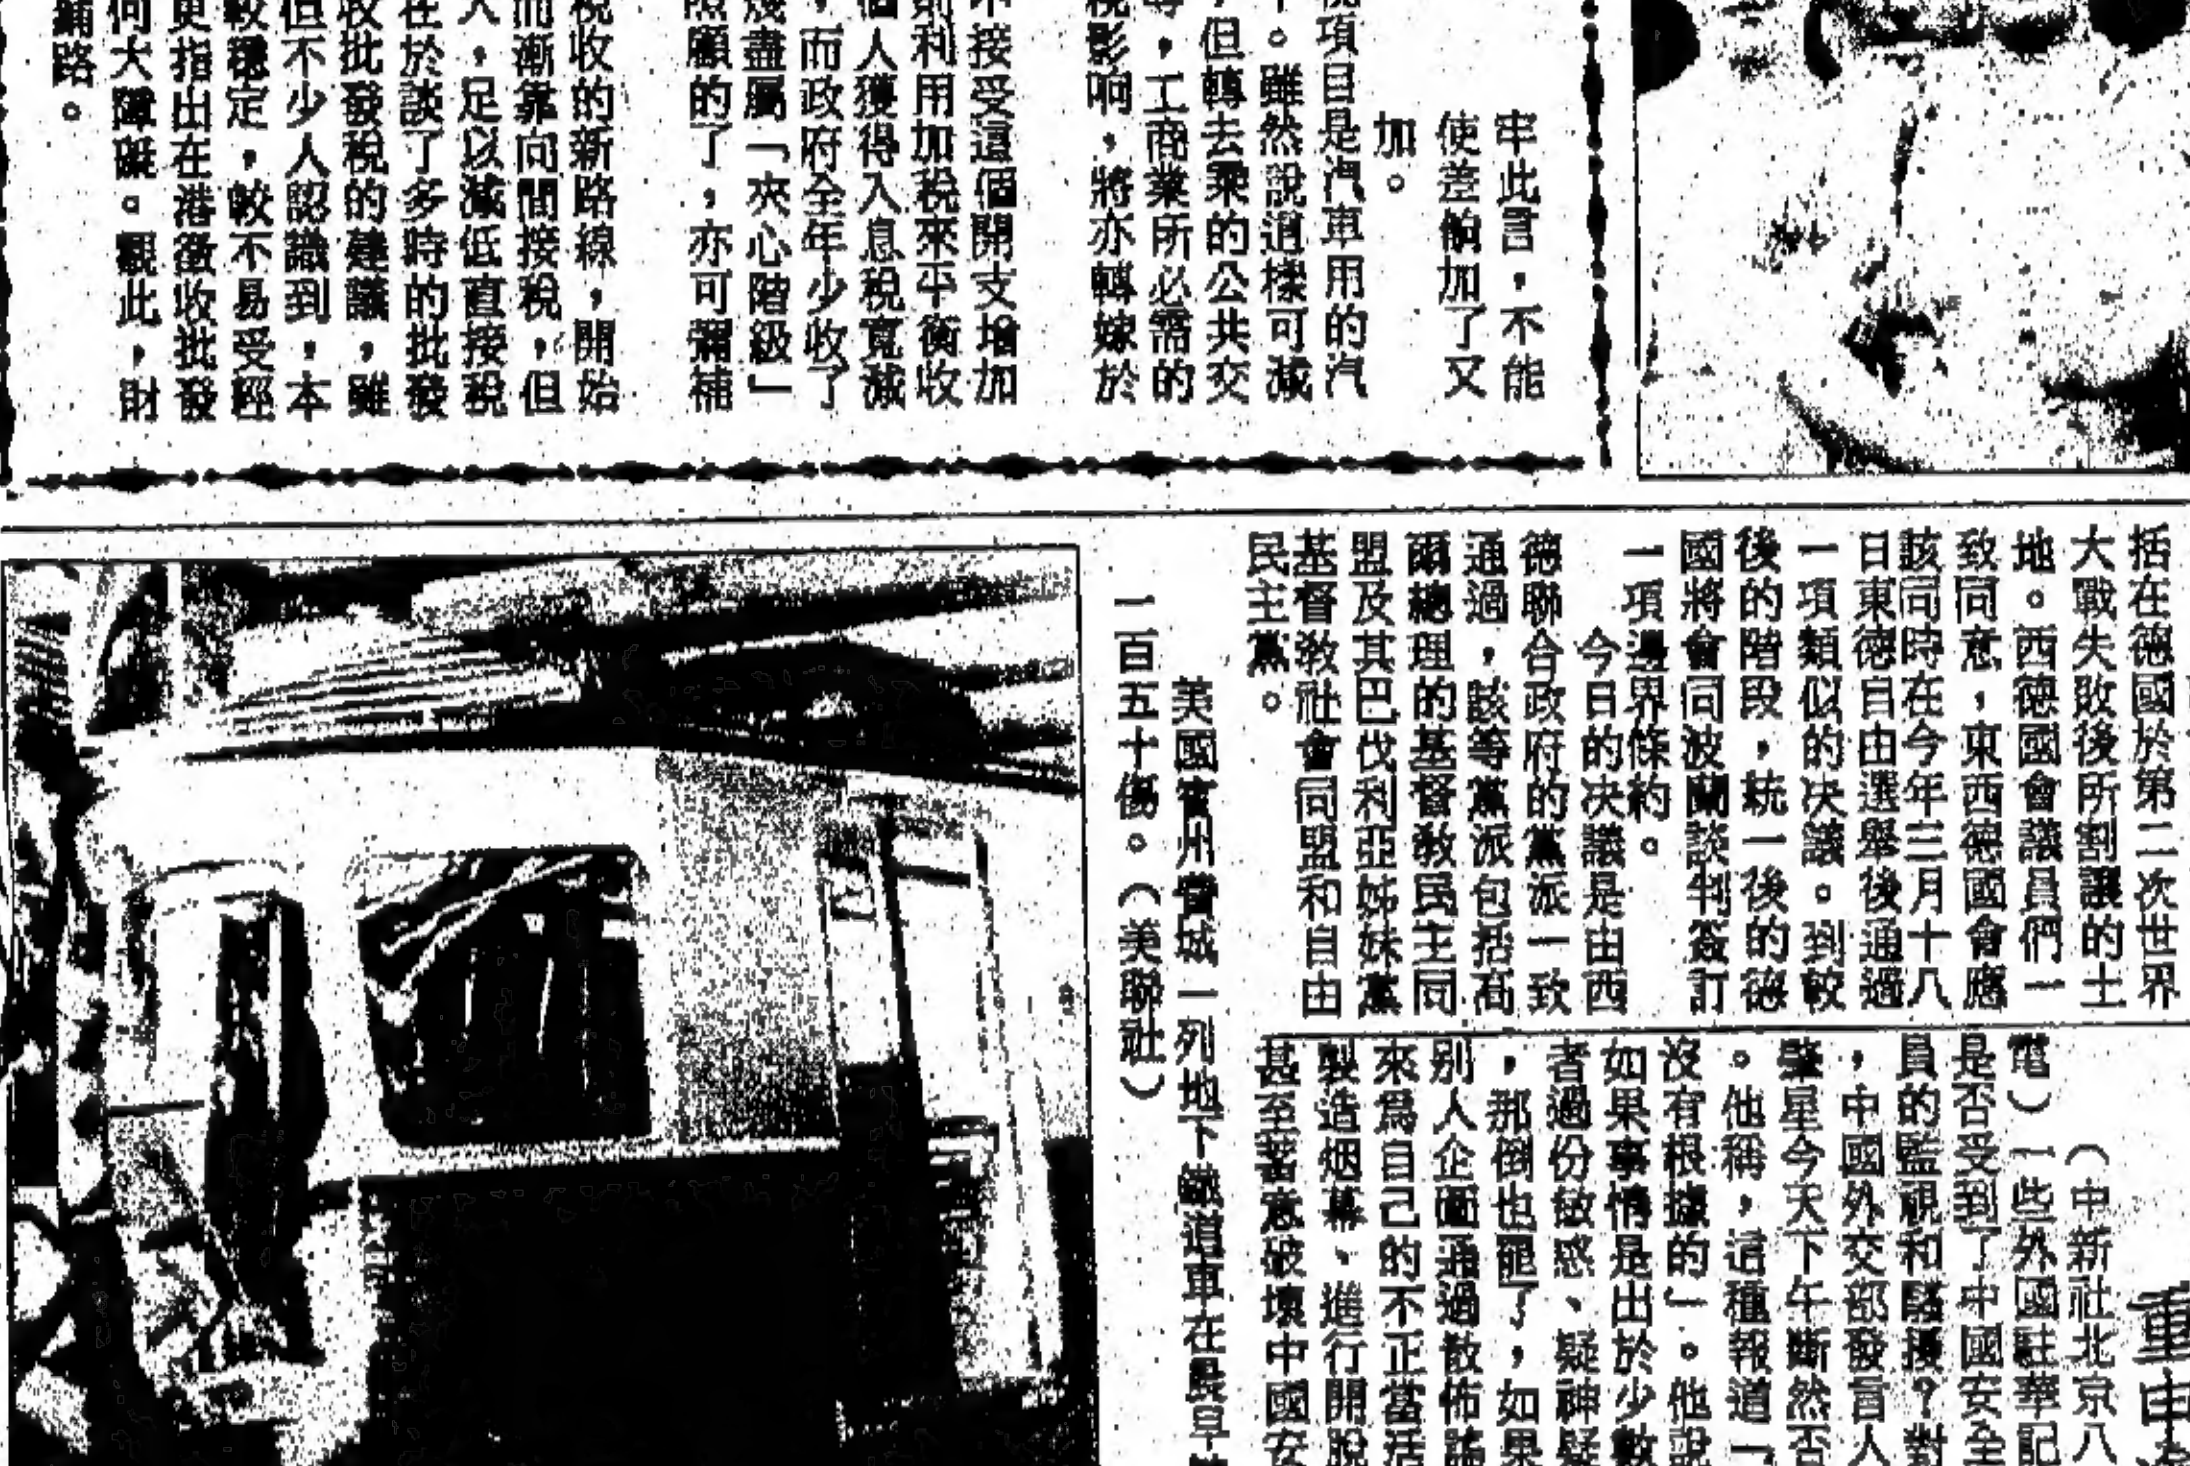 牢此言，不能
使差餉加了又
加。
税項目是汽車用的汽
。雖然說這樣可減
，但轉去乘的公共交
等，工商業所必需的
税影响，將亦轉嫁於
不接受這個開支增加
則利用加税來平衡收
個人獲得入息税寬減
，而政府全年少收了
幾盡屬「夾心階級」
照顧的了，亦可彌補
税收的新路線，開始
而漸靠向間接税，但
人，足以減低直接税
在於談了多時的批發
收批發税的建議，雖
但不少人認識到，本
較穩定，較不易受經
更指出在港徵收批發
何大障礙。觀此，財
鋪路。
括在德國於第二次世界
大戰失敗後所割讓的土
地。西德國會議員們一
致同意，東西德國會應
該同時在今年三月十八
日東德自由選舉後通過
一項類似的决議。到較
後的階段，統一後的德
國將會同波蘭談判簽訂
一項邊界條約。
今日的决議是由西
德聯合政府的黨派一致
通過，該等黨派包括高
爾總理的基督教民主同
盟及其巴伐利亞姊妹黨
基督教社會同盟和自由
民主黨。
重申
（中新社北京八
電）一些外國駐華記
是否受到了中國安全
員的監視和騷擾？對
，中國外交部發言人
肇星今天下午斷然否
。他稱，這種報道「
沒有根據的」。他說
如果事情是出於少數
者過份敏感、疑神疑
，那倒也罷了，如果
别人企圖通過散佈謠
來爲自己的不正當活
製造烟幕、進行開脫
甚至蓄意破壞中國安
美國賓州費城一列地下鐵道車在晨早
一百五十傷。（美聯社）